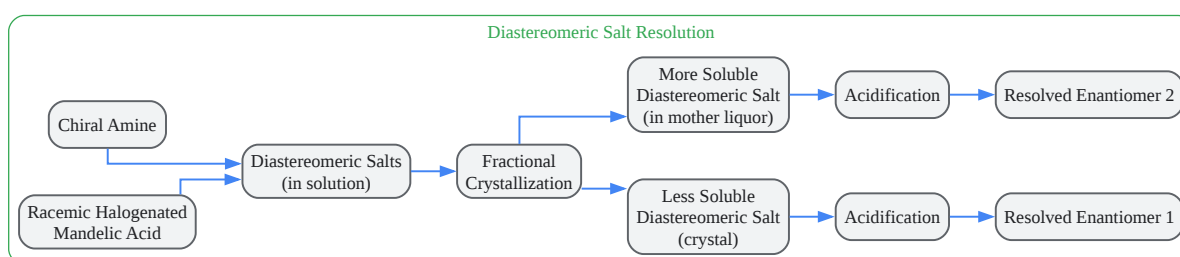 Diastereomeric Salt Resolution
Chiral Amine
Racemic Halogenated
Mandelic Acid
Diastereomeric Salts
(in solution)
Fractional
Crystallization
More Soluble
Diastereomeric Salt
(in mother liquor)
Acidification
Resolved Enantiomer 2
Less Soluble
Diastereomeric Salt
(crystal)
Acidification
Resolved Enantiomer 1